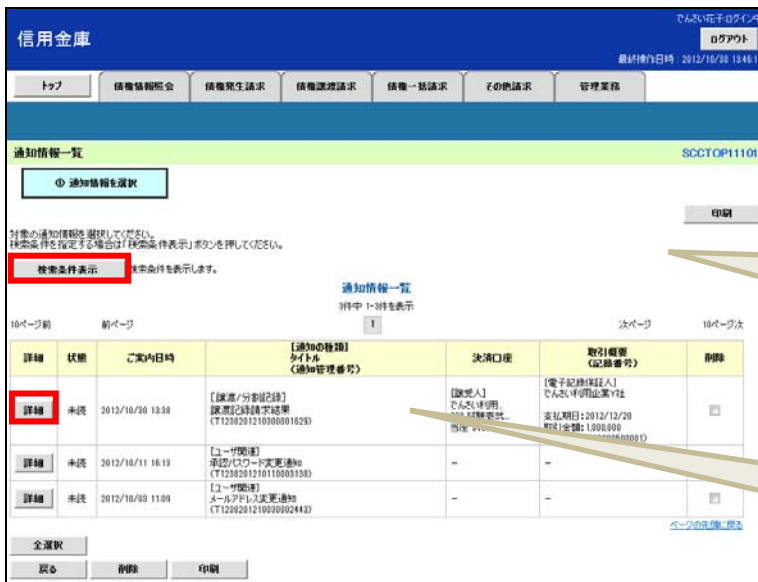 でんさい花子ログイン中
信用金庫
ログアウト
最終操作日時：2012/10/30 13:46:1
トップ 債権情報照会 債権発生請求 債権譲渡請求 債権一括請求 その他請求 管理業務
通知情報一覧 SCCTOP11101
① 通知情報を選択
印刷
対象の通知情報を選択してください。
検索条件を指定する場合は「検索条件表示」ボタンを押してください。
検索条件表示 検索条件を表示します。
通知情報一覧
3件中 1-3件を表示
10ページ前 前ページ 1 次ページ 10ページ次
詳細 状態 ご案内日時 【通知の種類】 タイトル (通知管理番号) 決済口座 取引概要 (記録番号) 削除
詳細 未読 2012/10/30 13:38
[譲渡/分割記録]
譲渡記録請求結果
(T1238201210300001629)
[譲受人]
でんさい利用..
[電子記録保証人]
でんさい利用企業Y社
支払期日：2012/12/20
取引金額：1,000,000
詳細 未読 2012/10/11 16:13
[ユーザ関連]
承認パスワード変更通知
(T1238201210110003138)
－ －
詳細 未読 2012/10/03 11:09
[ユーザ関連]
メールアドレス変更通知
(T1238201210030002442)
－ －
ページの先頭に戻る
全選択
戻る 削除 印刷